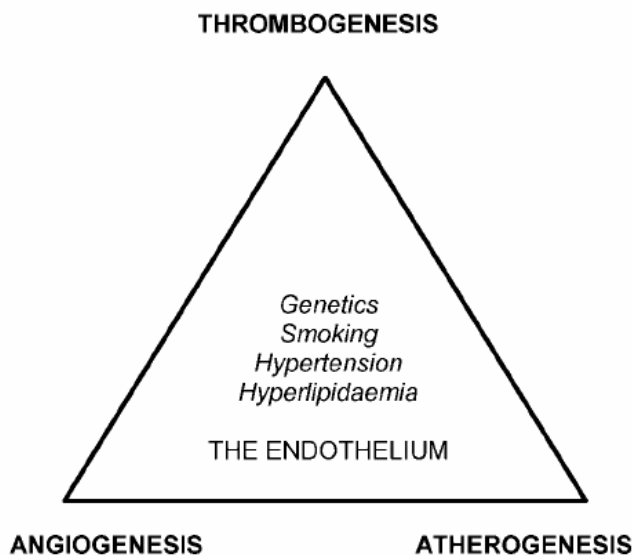 THROMBOGENESIS
Genetics
Smoking
Hypertension
Hyperlipidaemia
THE ENDOTHELIUM
ANGIOGENESIS ATHEROGENESIS